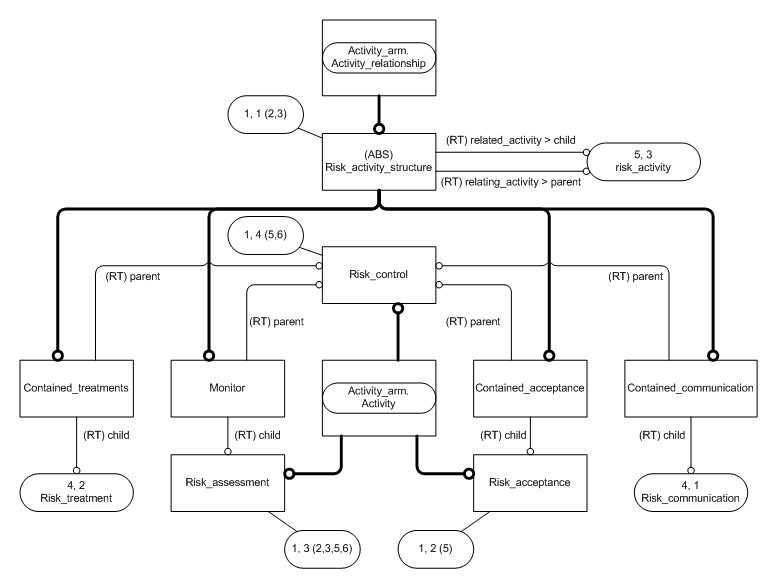 Activity_arm.
Activity_relationship
1, 1 (2,3)
(ABS)
Risk_activity_structure
(RT) related_activity > child
(RT) relating_activity > parent
5, 3
risk_activity
1, 4 (5,6)
Risk_control
(RT) parent
(RT) parent
(RT) parent
(RT) parent
Contained_treatments
Monitor
Activity_arm.
Activity
Contained_acceptance
Contained_communication
(RT) child
(RT) child
(RT) child
(RT) child
4, 2
Risk_treatment
Risk_assessment
Risk_acceptance
4, 1
Risk_communication
1, 3 (2,3,5,6)
1, 2 (5)